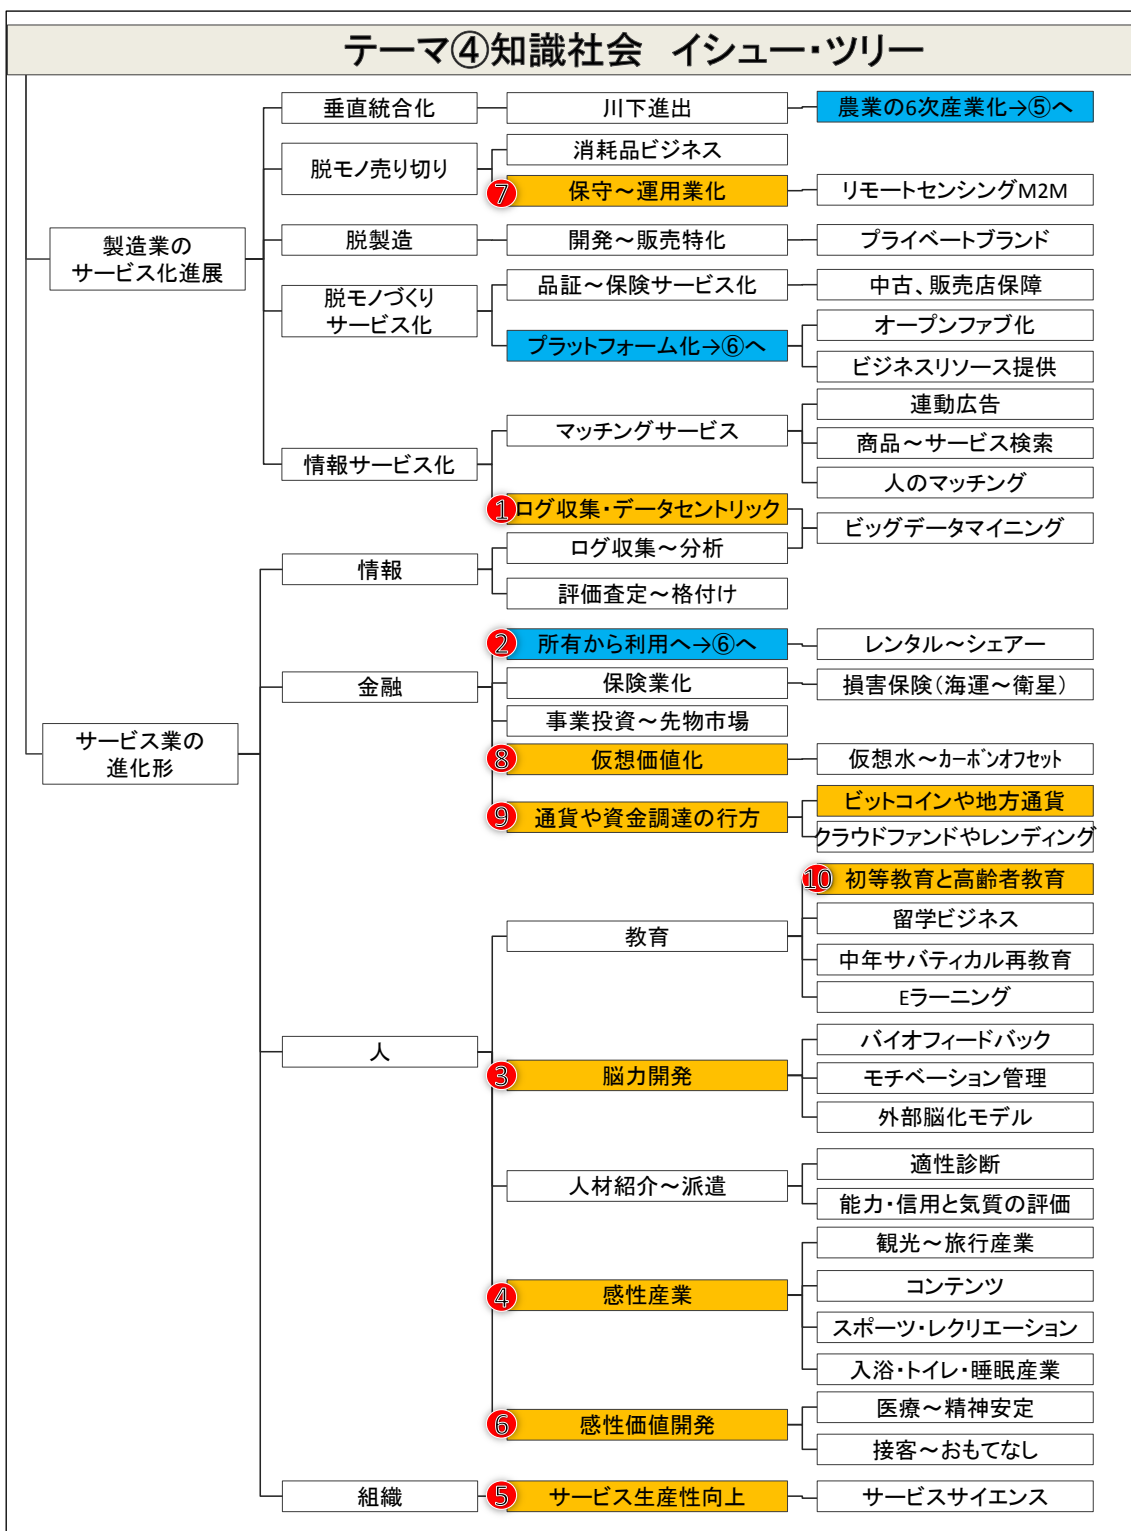 テーマ④知識社会　イシュー・ツリー
垂直統合化
川下進出
農業の6次産業化→⑤へ
脱モノ売り切り
消耗品ビジネス
⑦
保守～運用業化
リモートセンシングM2M
製造業の
サービス化進展
脱製造
開発～販売特化
プライベートブランド
脱モノづくり
サービス化
品証～保険サービス化
中古、販売店保障
プラットフォーム化→⑥へ
オープンファブ化
ビジネスリソース提供
情報サービス化
マッチングサービス
連動広告
商品～サービス検索
人のマッチング
①
ログ収集・データセントリック
ビッグデータマイニング
情報
ログ収集～分析
評価査定～格付け
サービス業の
進化形
金融
②
所有から利用へ→⑥へ
レンタル～シェアー
保険業化
損害保険（海運～衛星）
事業投資～先物市場
⑧
仮想価値化
仮想水～カーボンオフセット
⑨
通貨や資金調達の行方
ビットコインや地方通貨
クラウドファンドやレンディング
人
教育
⑩
初等教育と高齢者教育
留学ビジネス
中年サバティカル再教育
Eラーニング
③
脳力開発
バイオフィードバック
モチベーション管理
外部脳化モデル
人材紹介～派遣
適性診断
能力・信用と気質の評価
④
感性産業
観光～旅行産業
コンテンツ
スポーツ・レクリエーション
入浴・トイレ・睡眠産業
⑥
感性価値開発
医療～精神安定
接客～おもてなし
組織
⑤
サービス生産性向上
サービスサイエンス